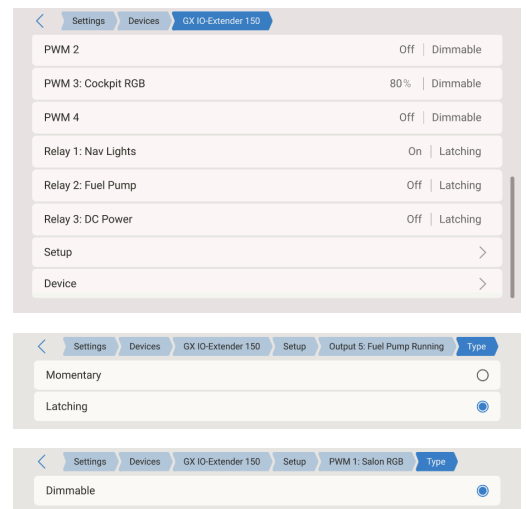 Settings Devices GX IO-Extender 150
PWM 2 Off Dimmable
PWM 3: Cockpit RGB 80% Dimmable
PWM 4 Off Dimmable
Relay 1: Nav Lights On Latching
Relay 2: Fuel Pump Off Latching
Relay 3: DC Power Off Latching
Setup
Device
Settings Devices GX IO-Extender 150 Setup Output 5: Fuel Pump Running Type
Momentary
Latching
Settings Devices GX IO-Extender 150 Setup PWM 1: Salon RGB Type
Dimmable